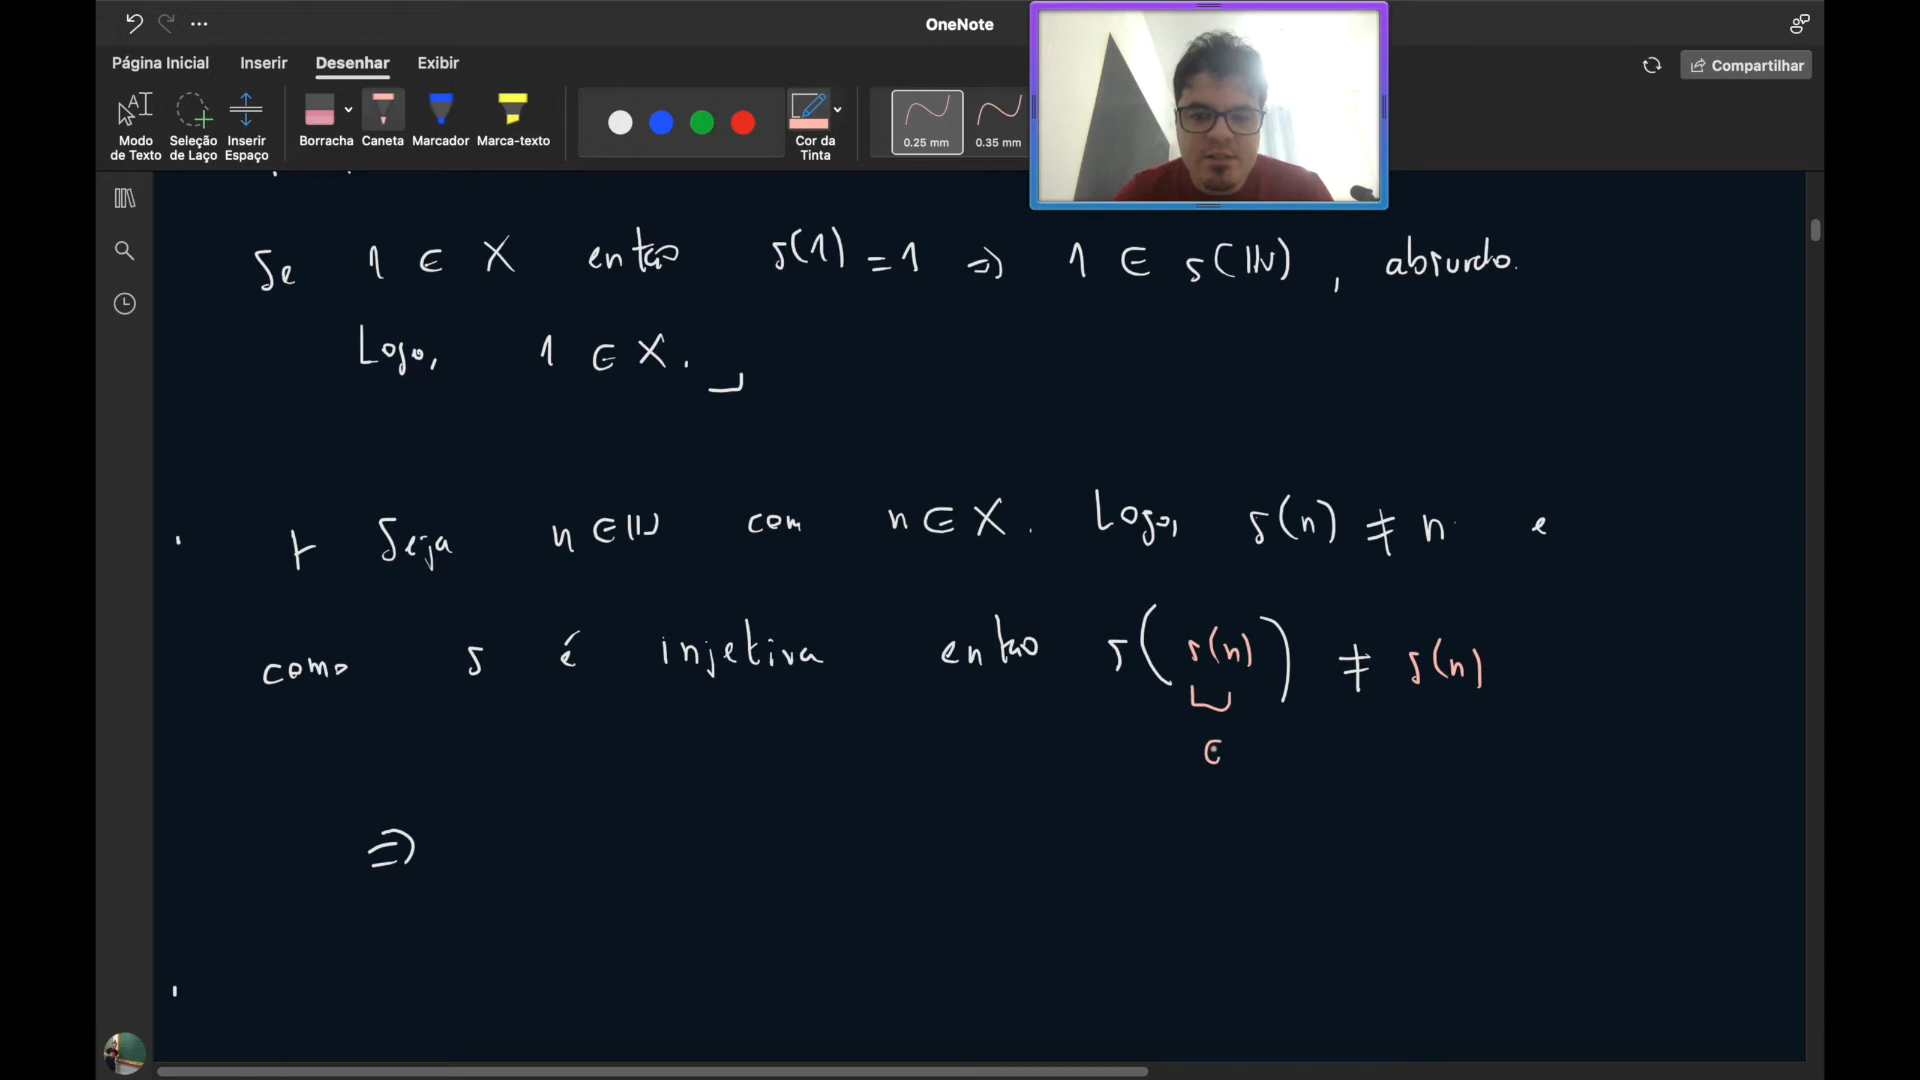 OneNote
Página Inicial Inserir Desenhar Exibir Compartilhar
Modo de Texto Seleção de Laço Inserir Espaço Borracha Caneta Marcador Marca-texto Cor da Tinta 0.25 mm 0.35 mm
Se 1 ∈ X então s(1) = 1 ⇒ 1 ∈ s(ℕ), absurdo.
Logo, 1 ∈ X.
+ Seja n ∈ ℕ com n ∈ X. Logo, s(n) ≠ n e
como s é injetiva então s(s(n)) ≠ s(n)
∈
⇒